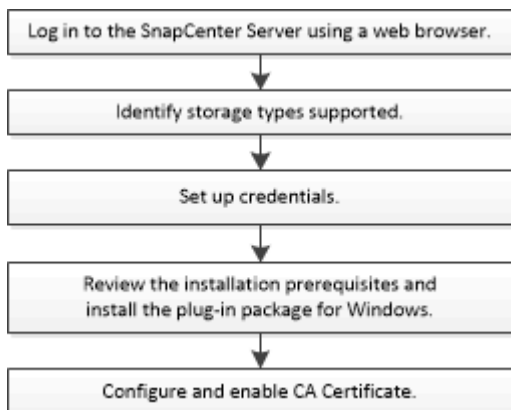 Log in to the SnapCenter Server using a web browser.
Identify storage types supported.
Set up credentials.
Review the installation prerequisites and
install the plug-in package for Windows.
Configure and enable CA Certificate.